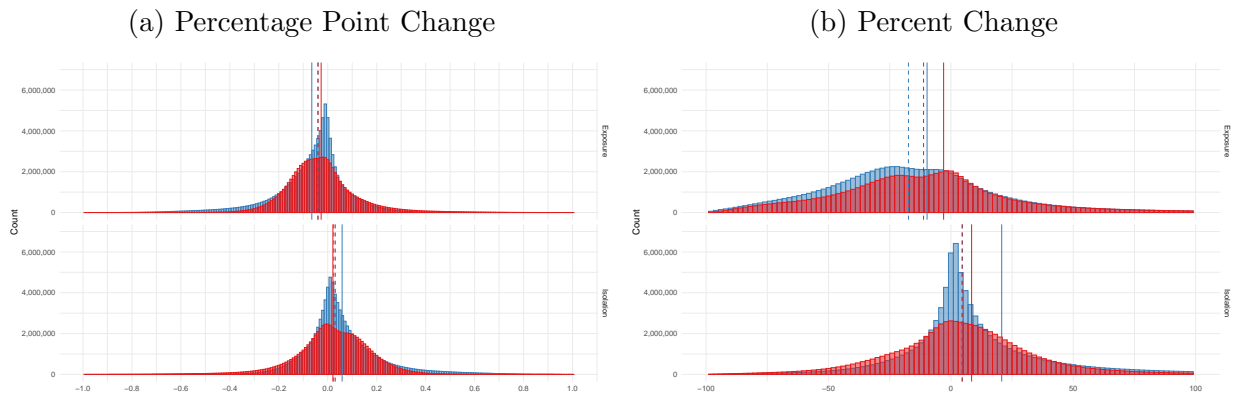 (a) Percentage Point Change
6,000,000
4,000,000
2,000,000
0
Exposure
Count
6,000,000
4,000,000
2,000,000
0
Isolation
−1.0 −0.8 −0.6 −0.4 −0.2 0.0 0.2 0.4 0.6 0.8 1.0
(b) Percent Change
6,000,000
4,000,000
2,000,000
0
Exposure
Count
6,000,000
4,000,000
2,000,000
0
Isolation
−100 −50 0 50 100